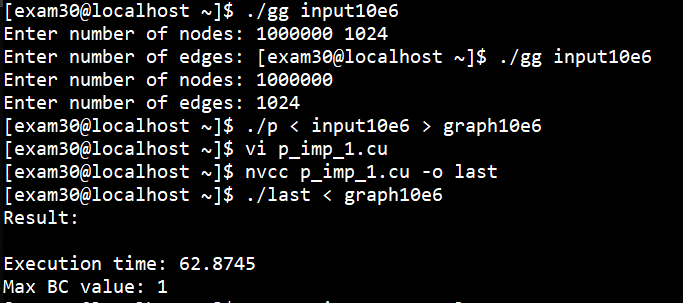 [exam30@localhost ~]$ ./gg input10e6
Enter number of nodes: 1000000 1024
Enter number of edges: [exam30@localhost ~]$ ./gg input10e6
Enter number of nodes: 1000000
Enter number of edges: 1024
[exam30@localhost ~]$ ./p < input10e6 > graph10e6
[exam30@localhost ~]$ vi p_imp_1.cu
[exam30@localhost ~]$ nvcc p_imp_1.cu -o last
[exam30@localhost ~]$ ./last < graph10e6
Result:
Execution time: 62.8745
Max BC value: 1